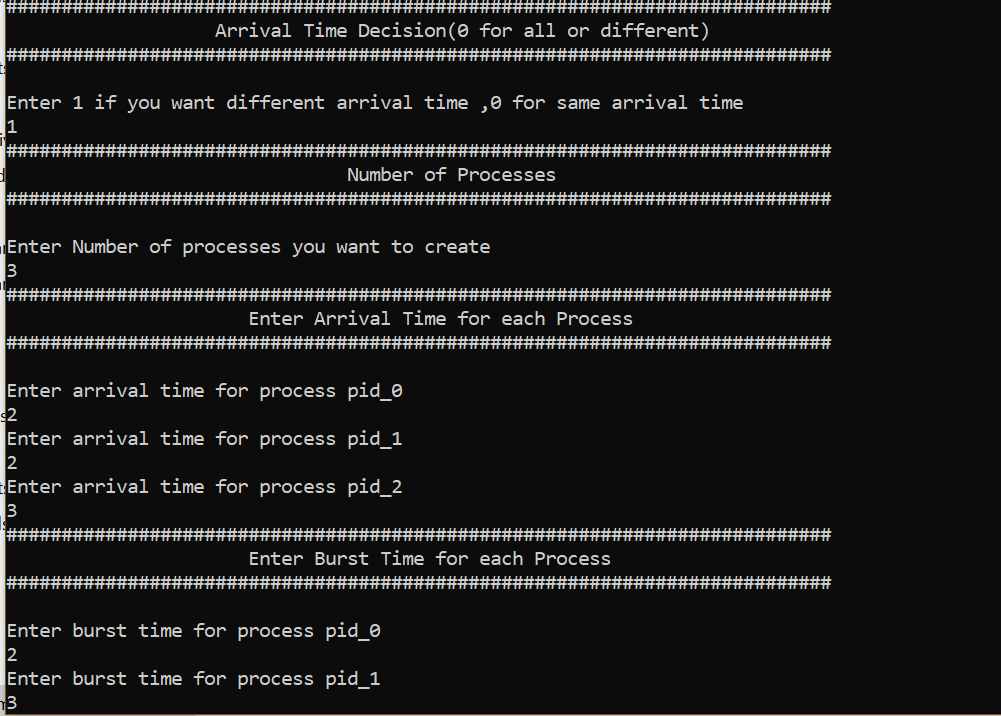 ###########################################################################
Arrival Time Decision(0 for all or different)
###########################################################################
Enter 1 if you want different arrival time ,0 for same arrival time
1
###########################################################################
Number of Processes
###########################################################################
Enter Number of processes you want to create
3
###########################################################################
Enter Arrival Time for each Process
###########################################################################
Enter arrival time for process pid_0
2
Enter arrival time for process pid_1
2
Enter arrival time for process pid_2
3
###########################################################################
Enter Burst Time for each Process
###########################################################################
Enter burst time for process pid_0
2
Enter burst time for process pid_1
3